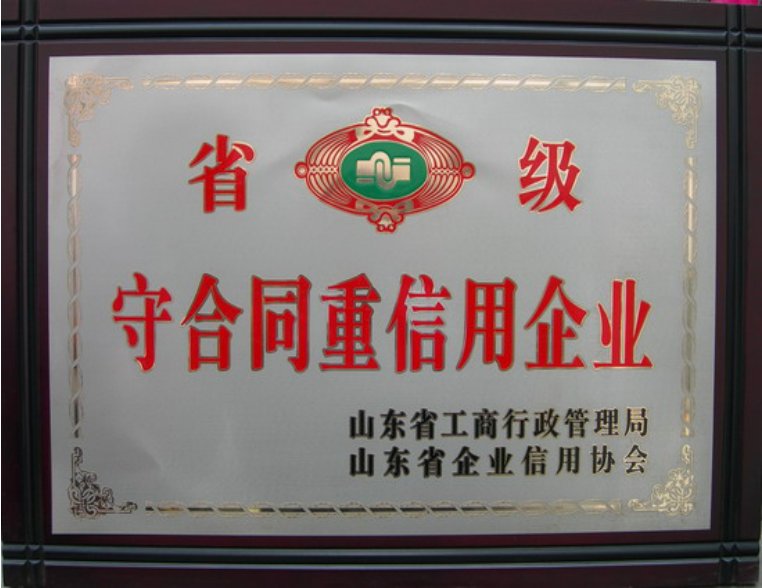 省 级
守合同重信用企业
山东省工商行政管理局
山东省企业信用协会